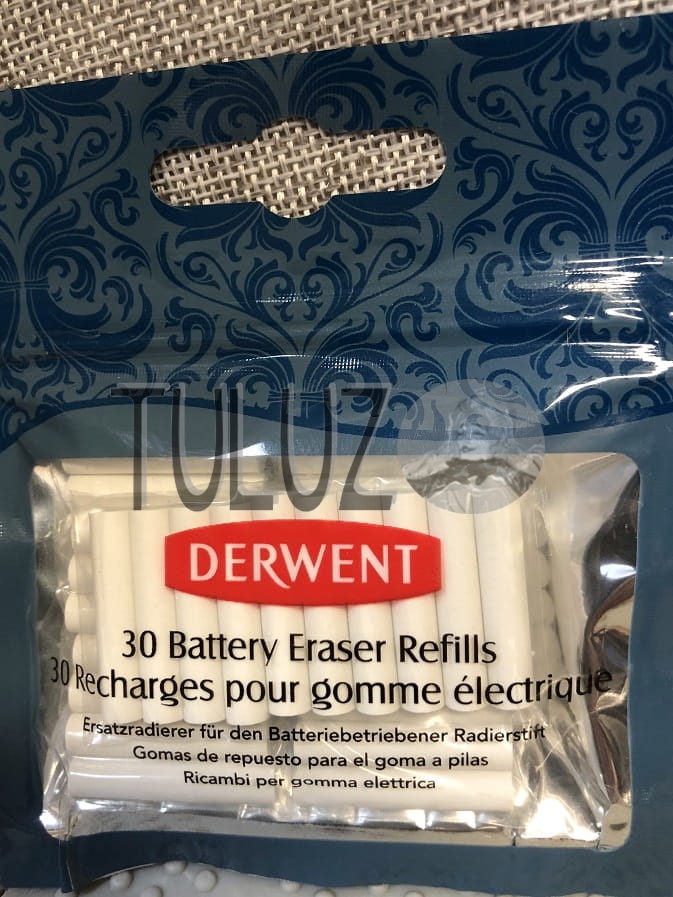 TULUZ
DERWENT
30 Battery Eraser Refills
30 Recharges pour gomme électrique
Ersatzradierer für den Batteriebetriebener Radierstift
Gomas de repuesto para el goma a pilas
Ricambi per gomma elettrica